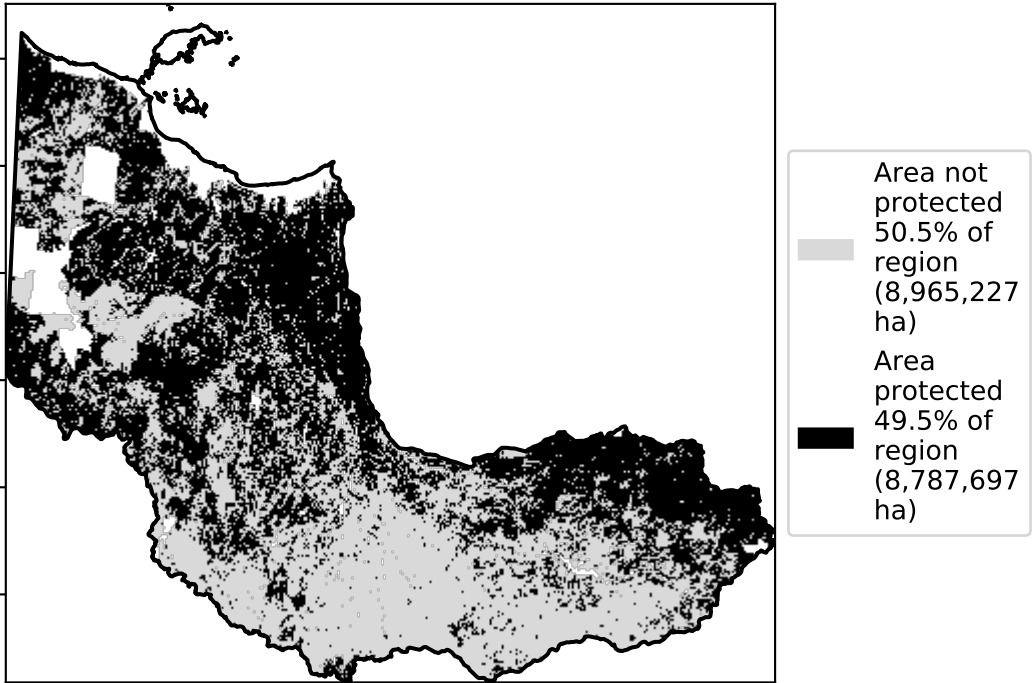 Area not
protected
50.5% of
region
(8,965,227
ha)
Area
protected
49.5% of
region
(8,787,697
ha)